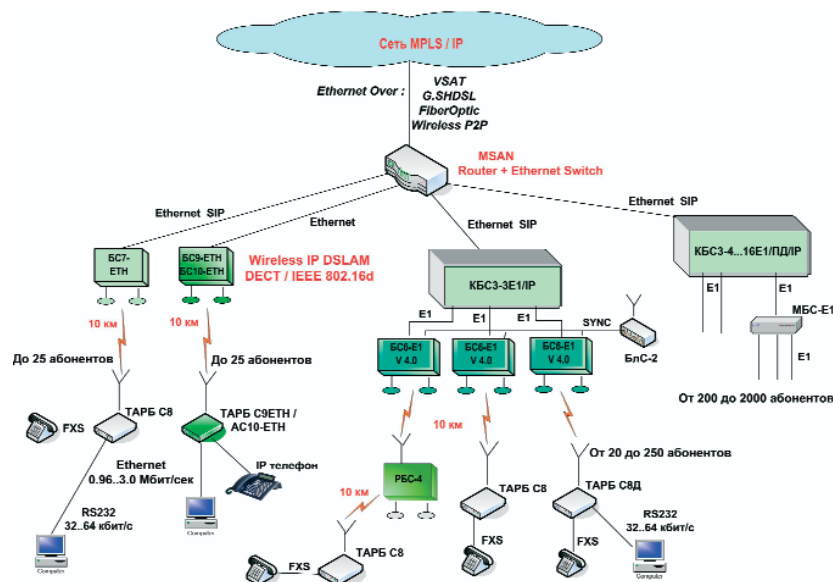 Сеть MPLS / IP
Ethernet Over :
VSAT
G.SHDSL
FiberOptic
Wireless P2P
MSAN
Router + Ethernet Switch
Ethernet SIP
Ethernet
Ethernet SIP
Ethernet SIP
БС7-
ETH
БС9-ETH
БС10-ETH
Wireless IP DSLAM
DECT / IEEE 802.16d
КБС3-3Е1/IP
КБС3-4...16Е1/ПД/IP
E1
E1
E1
E1
E1
SYNC
МБС-Е1
E1
БлС-2
10 км
10 км
БС6-Е1
V 4.0
БС6-Е1
V 4.0
БС6-Е1
V 4.0
До 25 абонентов
До 25 абонентов
От 200 до 2000 абонентов
FXS
ТАРБ С8
ТАРБ С9ETH /
АС10-ETH
10 км
От 20 до 250 абонентов
Ethernet
0.96..3.0 Мбит/сек
IP телефон
РБС-4
10 км
ТАРБ С8
ТАРБ С8Д
RS232
32..64 кбит/с
RS232
32..64 кбит/с
Computer
Computer
FXS
ТАРБ С8
FXS
FXS
Computer